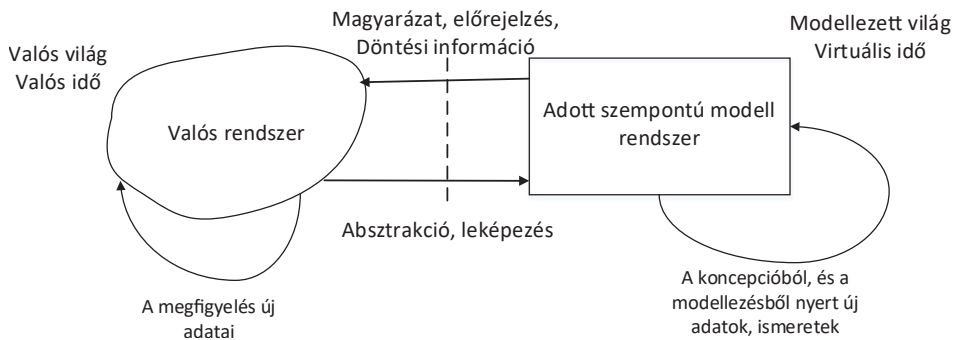 Magyarázat, előrejelzés,
Döntési információ
Modellezett világ
Virtuális idő
Valós világ
Valós idő
Valós rendszer
Adott szempontú modell
rendszer
Absztrakció, leképezés
A megfigyelés új
adatai
A koncepcióból, és a
modellezésből nyert új
adatok, ismeretek